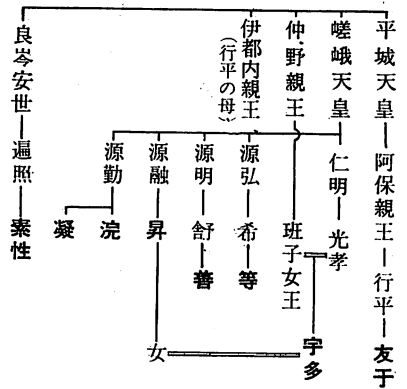 平城天皇―阿保親王―行平―友于
嵯峨天皇―仁明―光孝
宇多
仲野親王―班子女王
伊都内親王
(行平の母)
源弘―希―等
源明―舒―善
源融―昇―女
源勤―浣
凝
良岑安世―遍照―素性